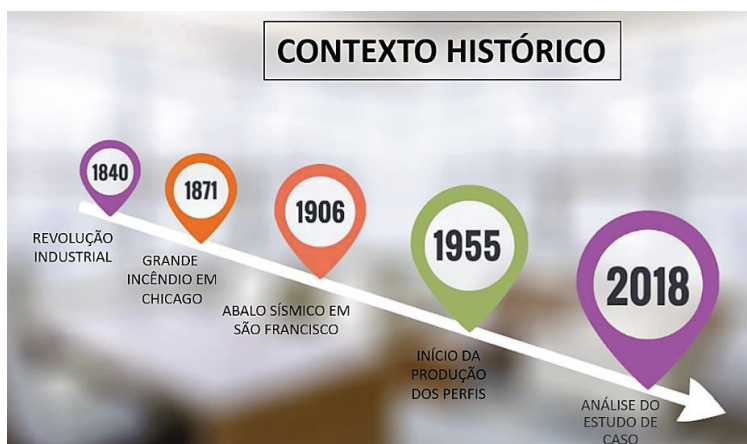 CONTEXTO HISTÓRICO
1840
REVOLUÇÃO
INDUSTRIAL
1871
GRANDE
INCÊNDIO EM
CHICAGO
1906
ABALO SÍSMICO EM
SÃO FRANCISCO
1955
INÍCIO DA
PRODUÇÃO
DOS PERFIS
2018
ANÁLISE DO
ESTUDO DE
CASO